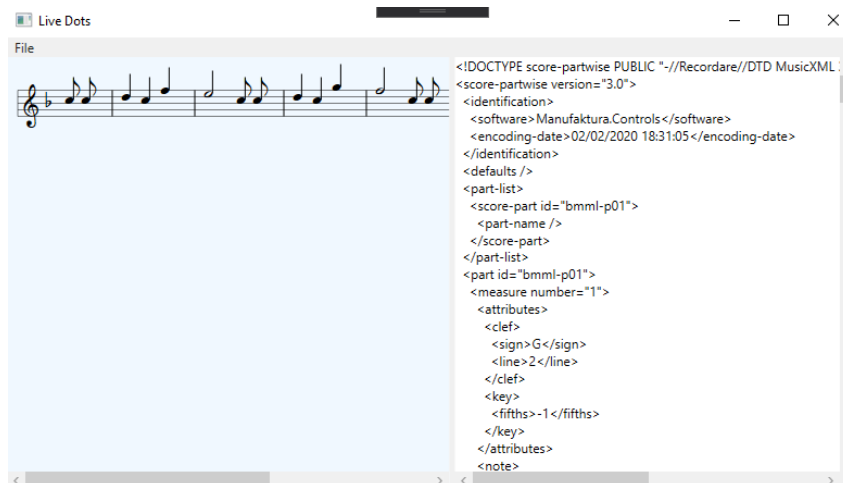 Live Dots
File
<!DOCTYPE score-partwise PUBLIC "-//Recordare//DTD MusicXML
<score-partwise version="3.0">
<identification>
<software>Manufaktura.Controls</software>
<encoding-date>02/02/2020 18:31:05</encoding-date>
</identification>
<defaults />
<part-list>
<score-part id="bmml-p01">
<part-name />
</score-part>
</part-list>
<part id="bmml-p01">
<measure number="1">
<attributes>
<clef>
<sign>G</sign>
<line>2</line>
</clef>
<key>
<fifths>-1</fifths>
</key>
</attributes>
<note>